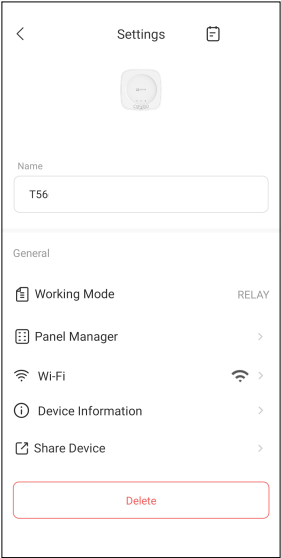 Settings
Name
T56
General
Working Mode RELAY
Panel Manager
Wi-Fi
Device Information
Share Device
Delete